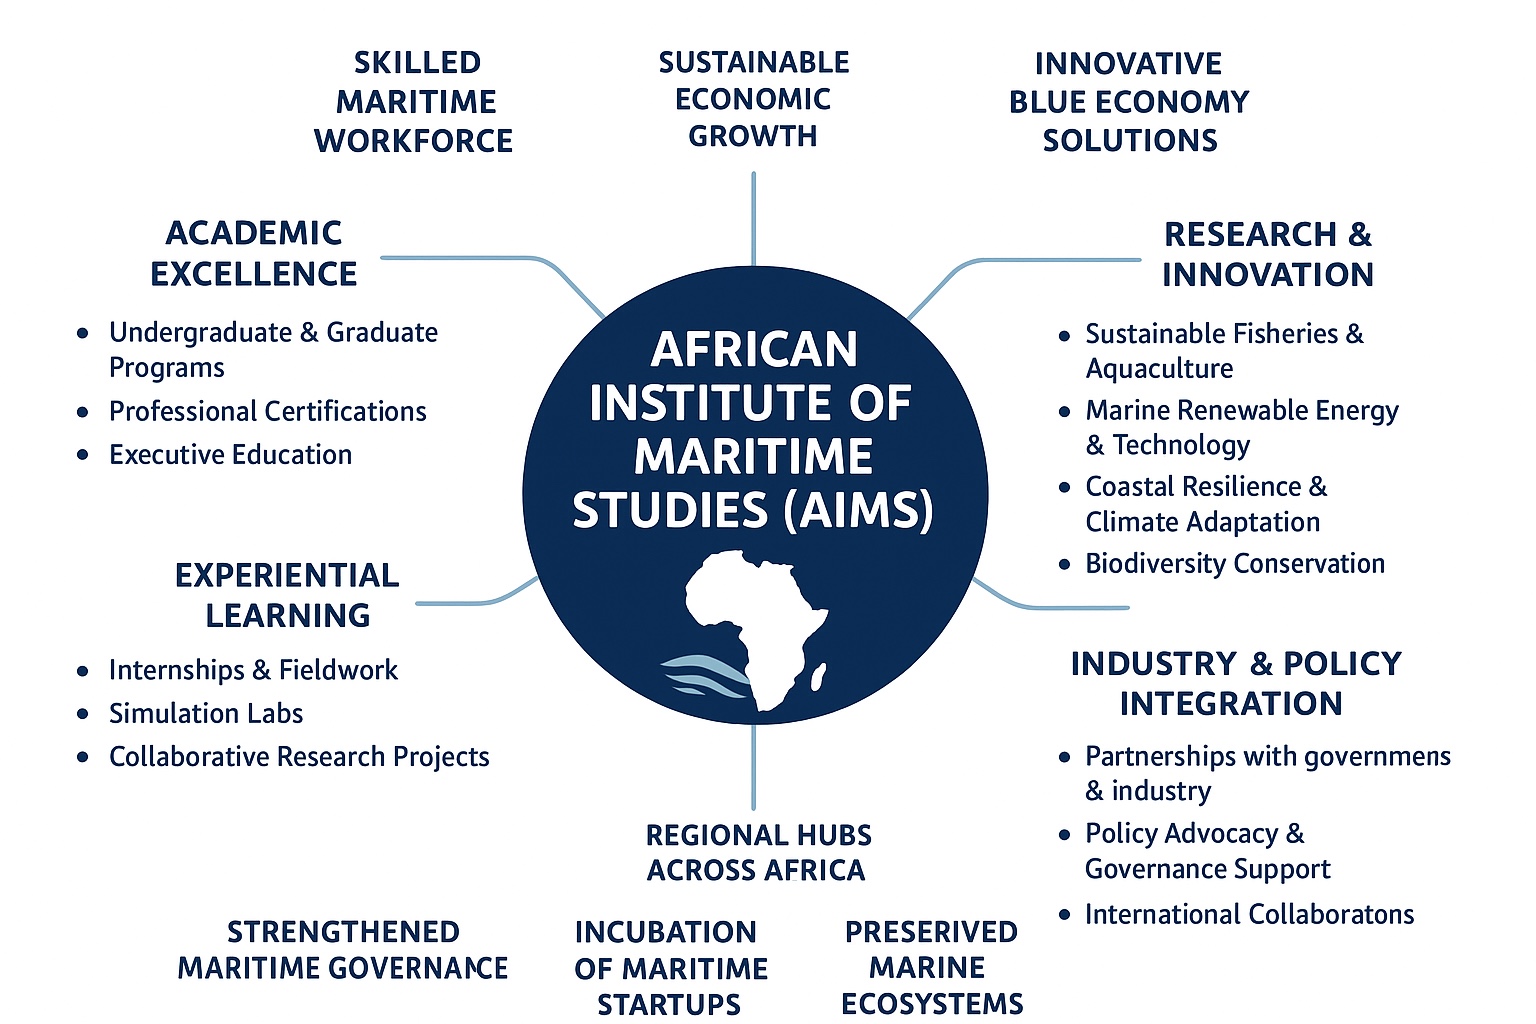 SKILLED
MARITIME
WORKFORCE
SUSTAINABLE
ECONOMIC
GROWTH
INNOVATIVE
BLUE ECONOMY
SOLUTIONS
ACADEMIC
EXCELLENCE
• Undergraduate & Graduate
Programs
• Professional Certifications
• Executive Education
RESEARCH &
INNOVATION
• Sustainable Fisheries &
Aquaculture
• Marine Renewable Energy
& Technology
• Coastal Resilience &
Climate Adaptation
• Biodiversity Conservation
AFRICAN
INSTITUTE OF
MARITIME
STUDIES (AIMS)
EXPERIENTIAL
LEARNING
• Internships & Fieldwork
• Simulation Labs
• Collaborative Research Projects
INDUSTRY & POLICY
INTEGRATION
• Partnerships with governmens
& industry
• Policy Advocacy &
Governance Support
• International Collaboratons
REGIONAL HUBS
ACROSS AFRICA
STRENGTHENED
MARITIME GOVERNANCE
INCUBATION
OF MARITIME
STARTUPS
PRESERIVED
MARINE
ECOSYSTEMS